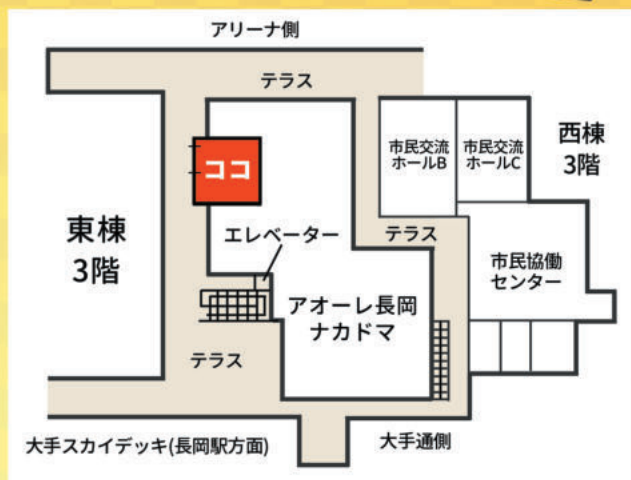 アリーナ側
テラス
市民交流
ホールB
市民交流
ホールC
西棟
3階
ココ
東棟
3階
エレベーター
テラス
市民協働
センター
アオーレ長岡
ナカドマ
テラス
大手スカイデッキ(長岡駅方面)
大手通側